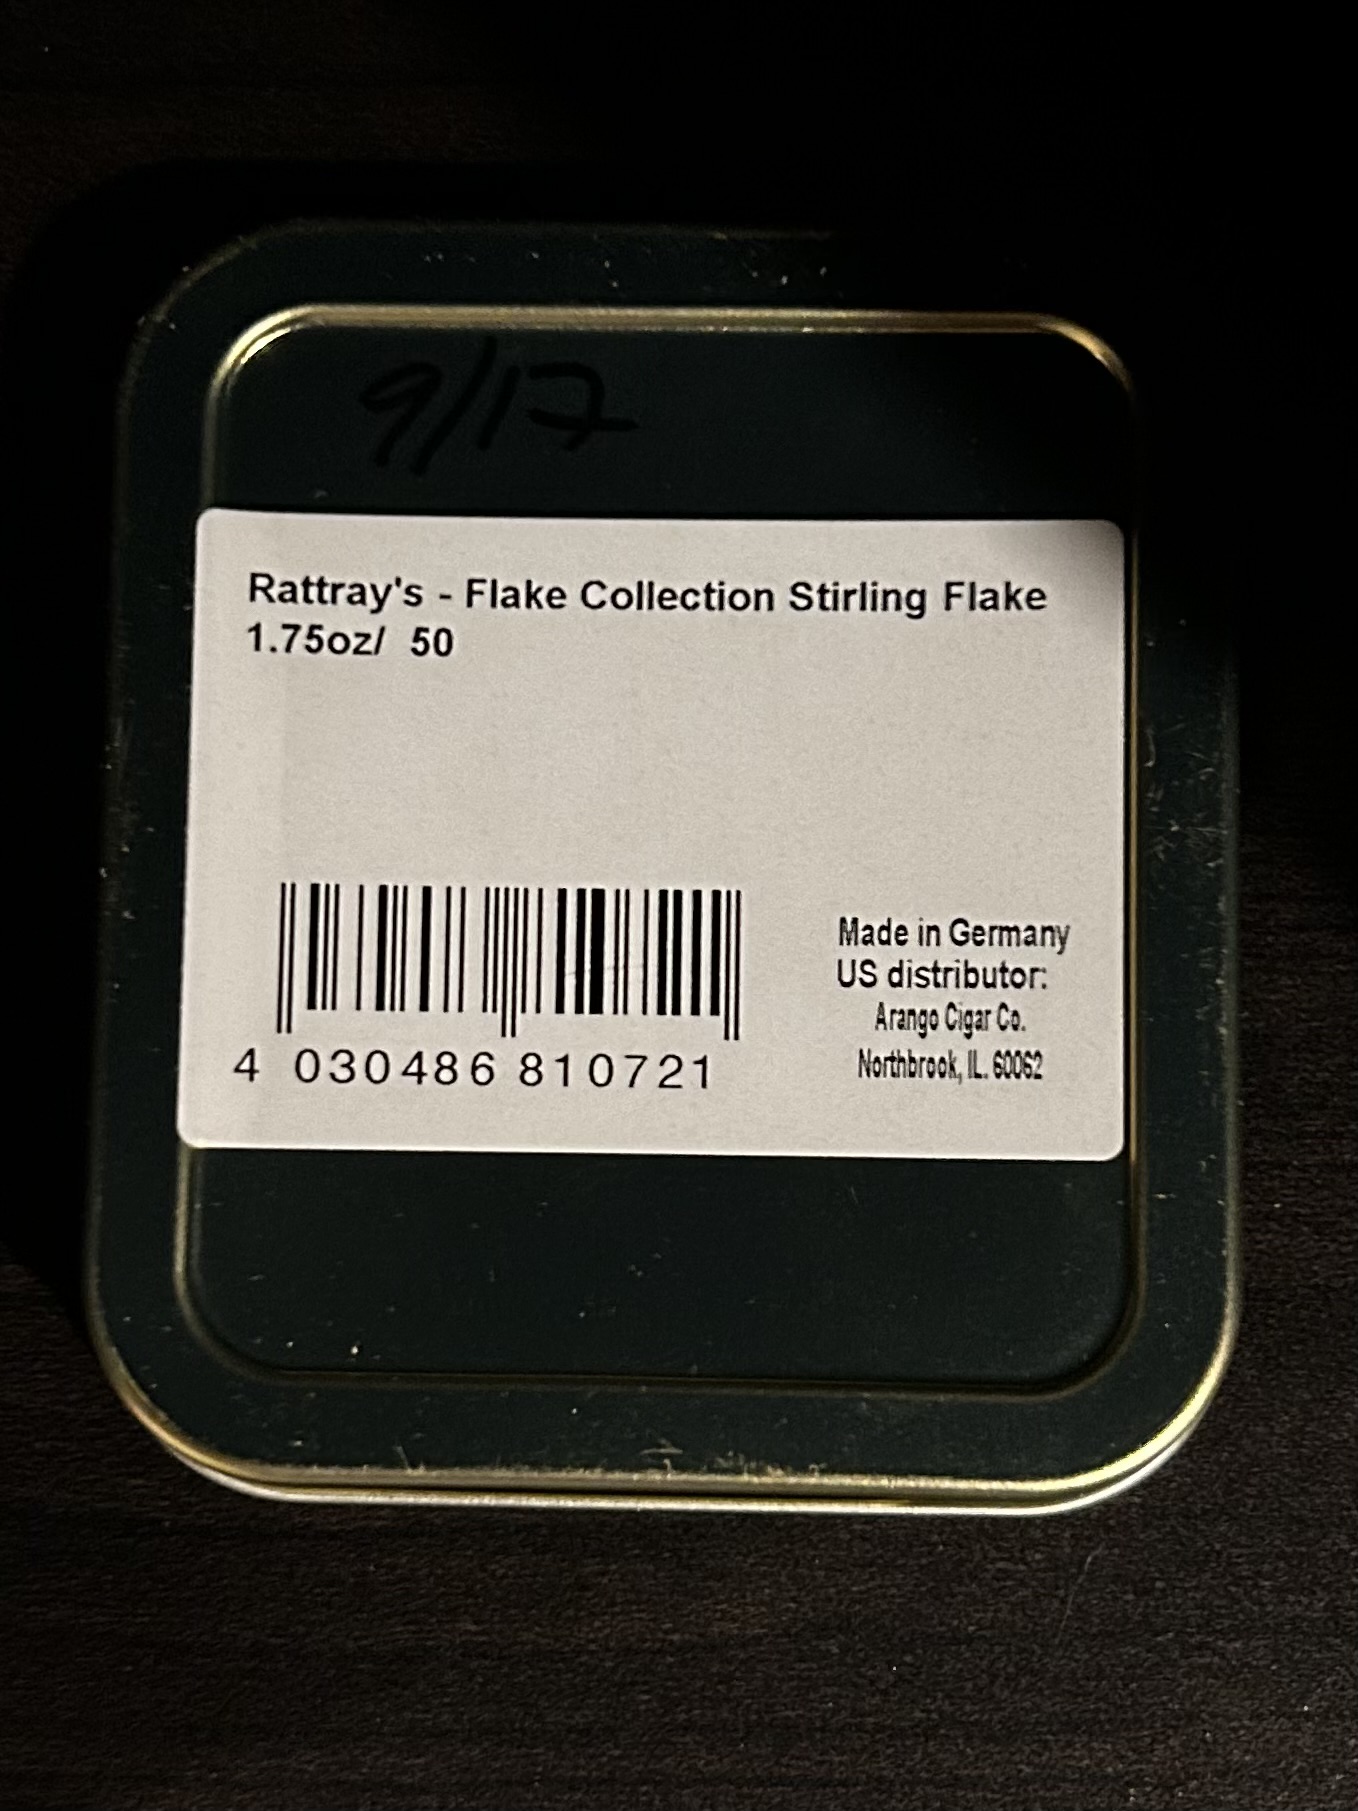 9/17
Rattray's - Flake Collection Stirling Flake
1.75oz/  50
4 030486 810721
Made in Germany
US distributor:
Arango Cigar Co.
Northbrook, IL. 60062